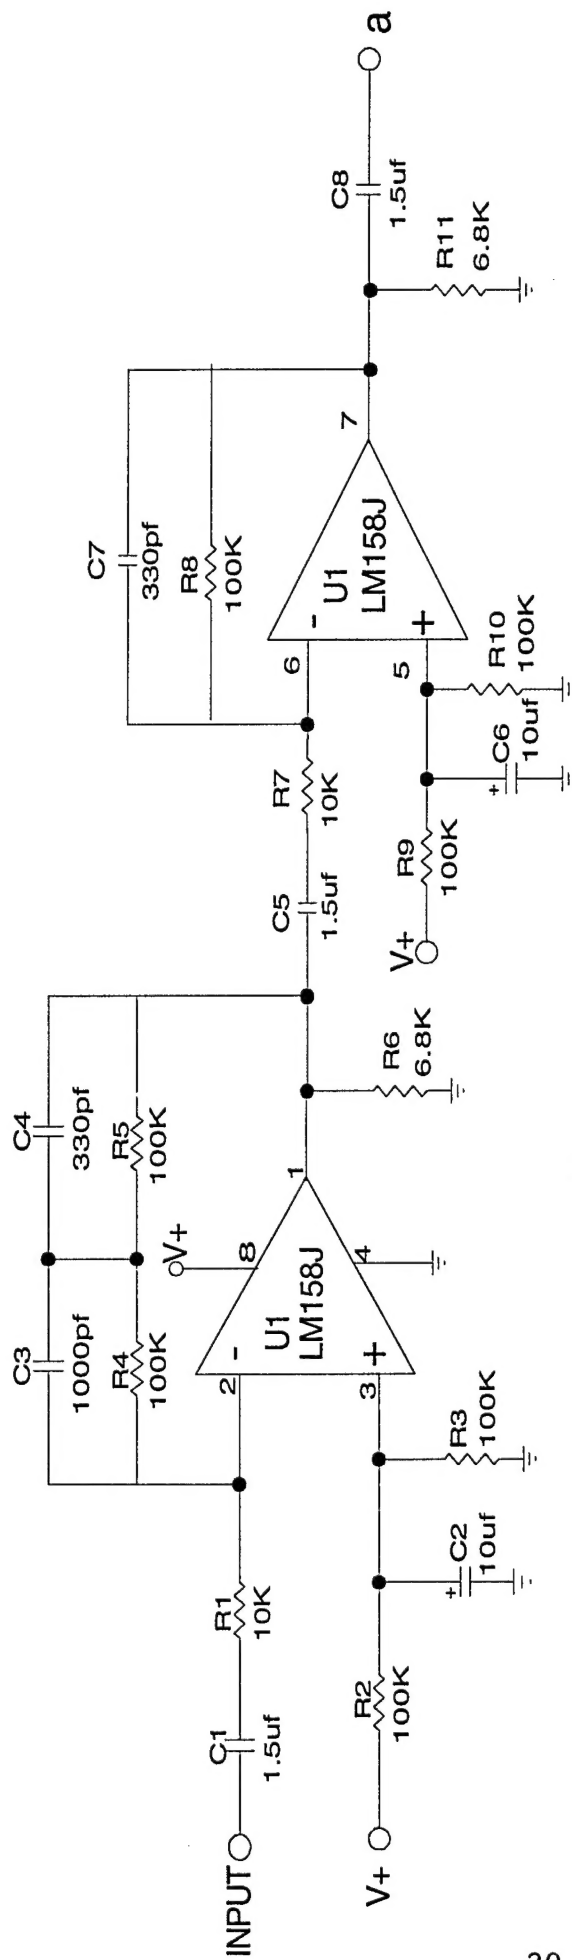 INPUT
C1
1.5uf
R1
10K
C3
1000pf
R4
100K
C4
330pf
R5
100K
V+
8
2
-
U1
LM158J
+
3
4
1
V+
R2
100K
C2
10uf
+
R3
100K
R6
6.8K
C5
1.5uf
R7
10K
C7
330pf
R8
100K
6
-
U1
LM158J
+
5
7
V+
R9
100K
C6
10uf
+
R10
100K
R11
6.8K
C8
1.5uf
a